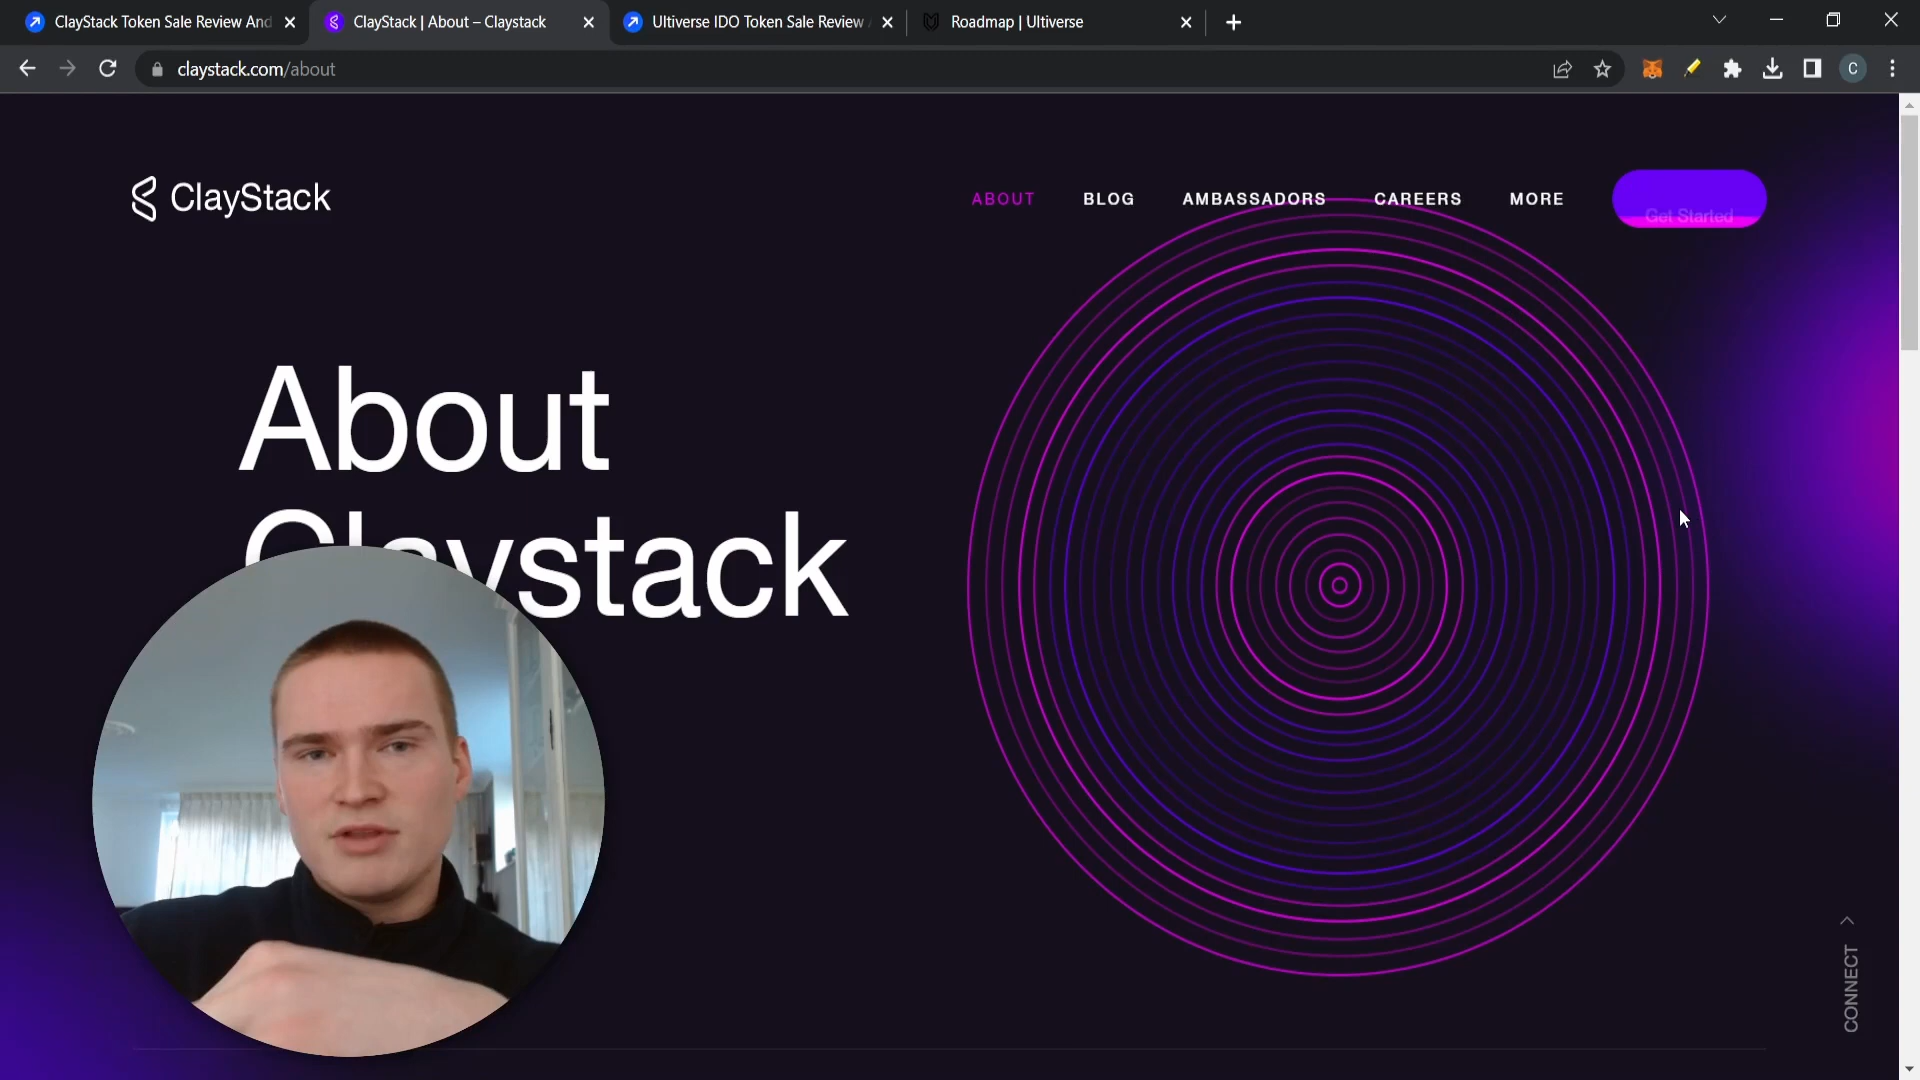 ClayStack Token Sale Review And
ClayStack | About – Claystack
Ultiverse IDO Token Sale Review
Roadmap | Ultiverse
claystack.com/about
C
ClayStack
ABOUT
BLOG
AMBASSADORS
CAREERS
MORE
Get Started
About
Claystack
CONNECT